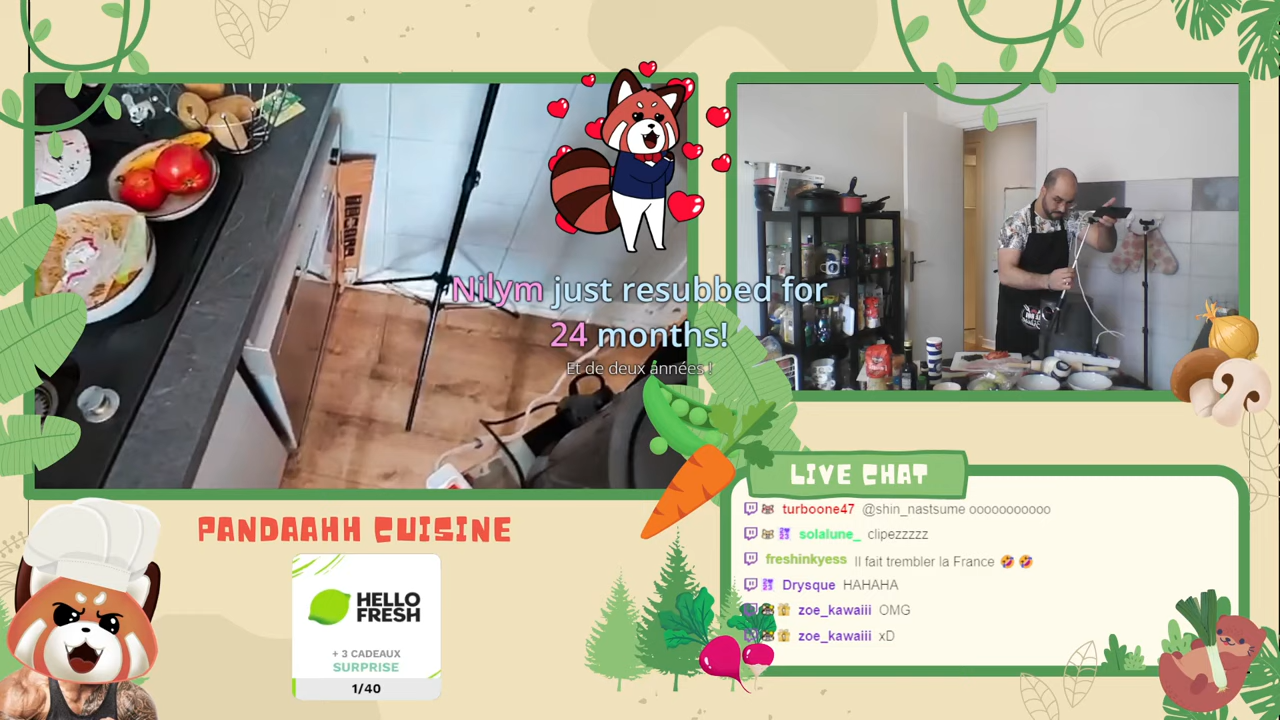 Nilym just resubbed for
24 months!
Et de deux années !
PANDAAHH CUISINE
HELLO
FRESH
+ 3 CADEAUX
SURPRISE
1/40
LIVE CHAT
turboone47 @shin_nastsume ooooooooooo
solalune_ clipezzzzz
freshinkyess Il fait trembler la France 🤣 🤣
Drysque HAHAHA
zoe_kawaiii OMG
zoe_kawaiii xD